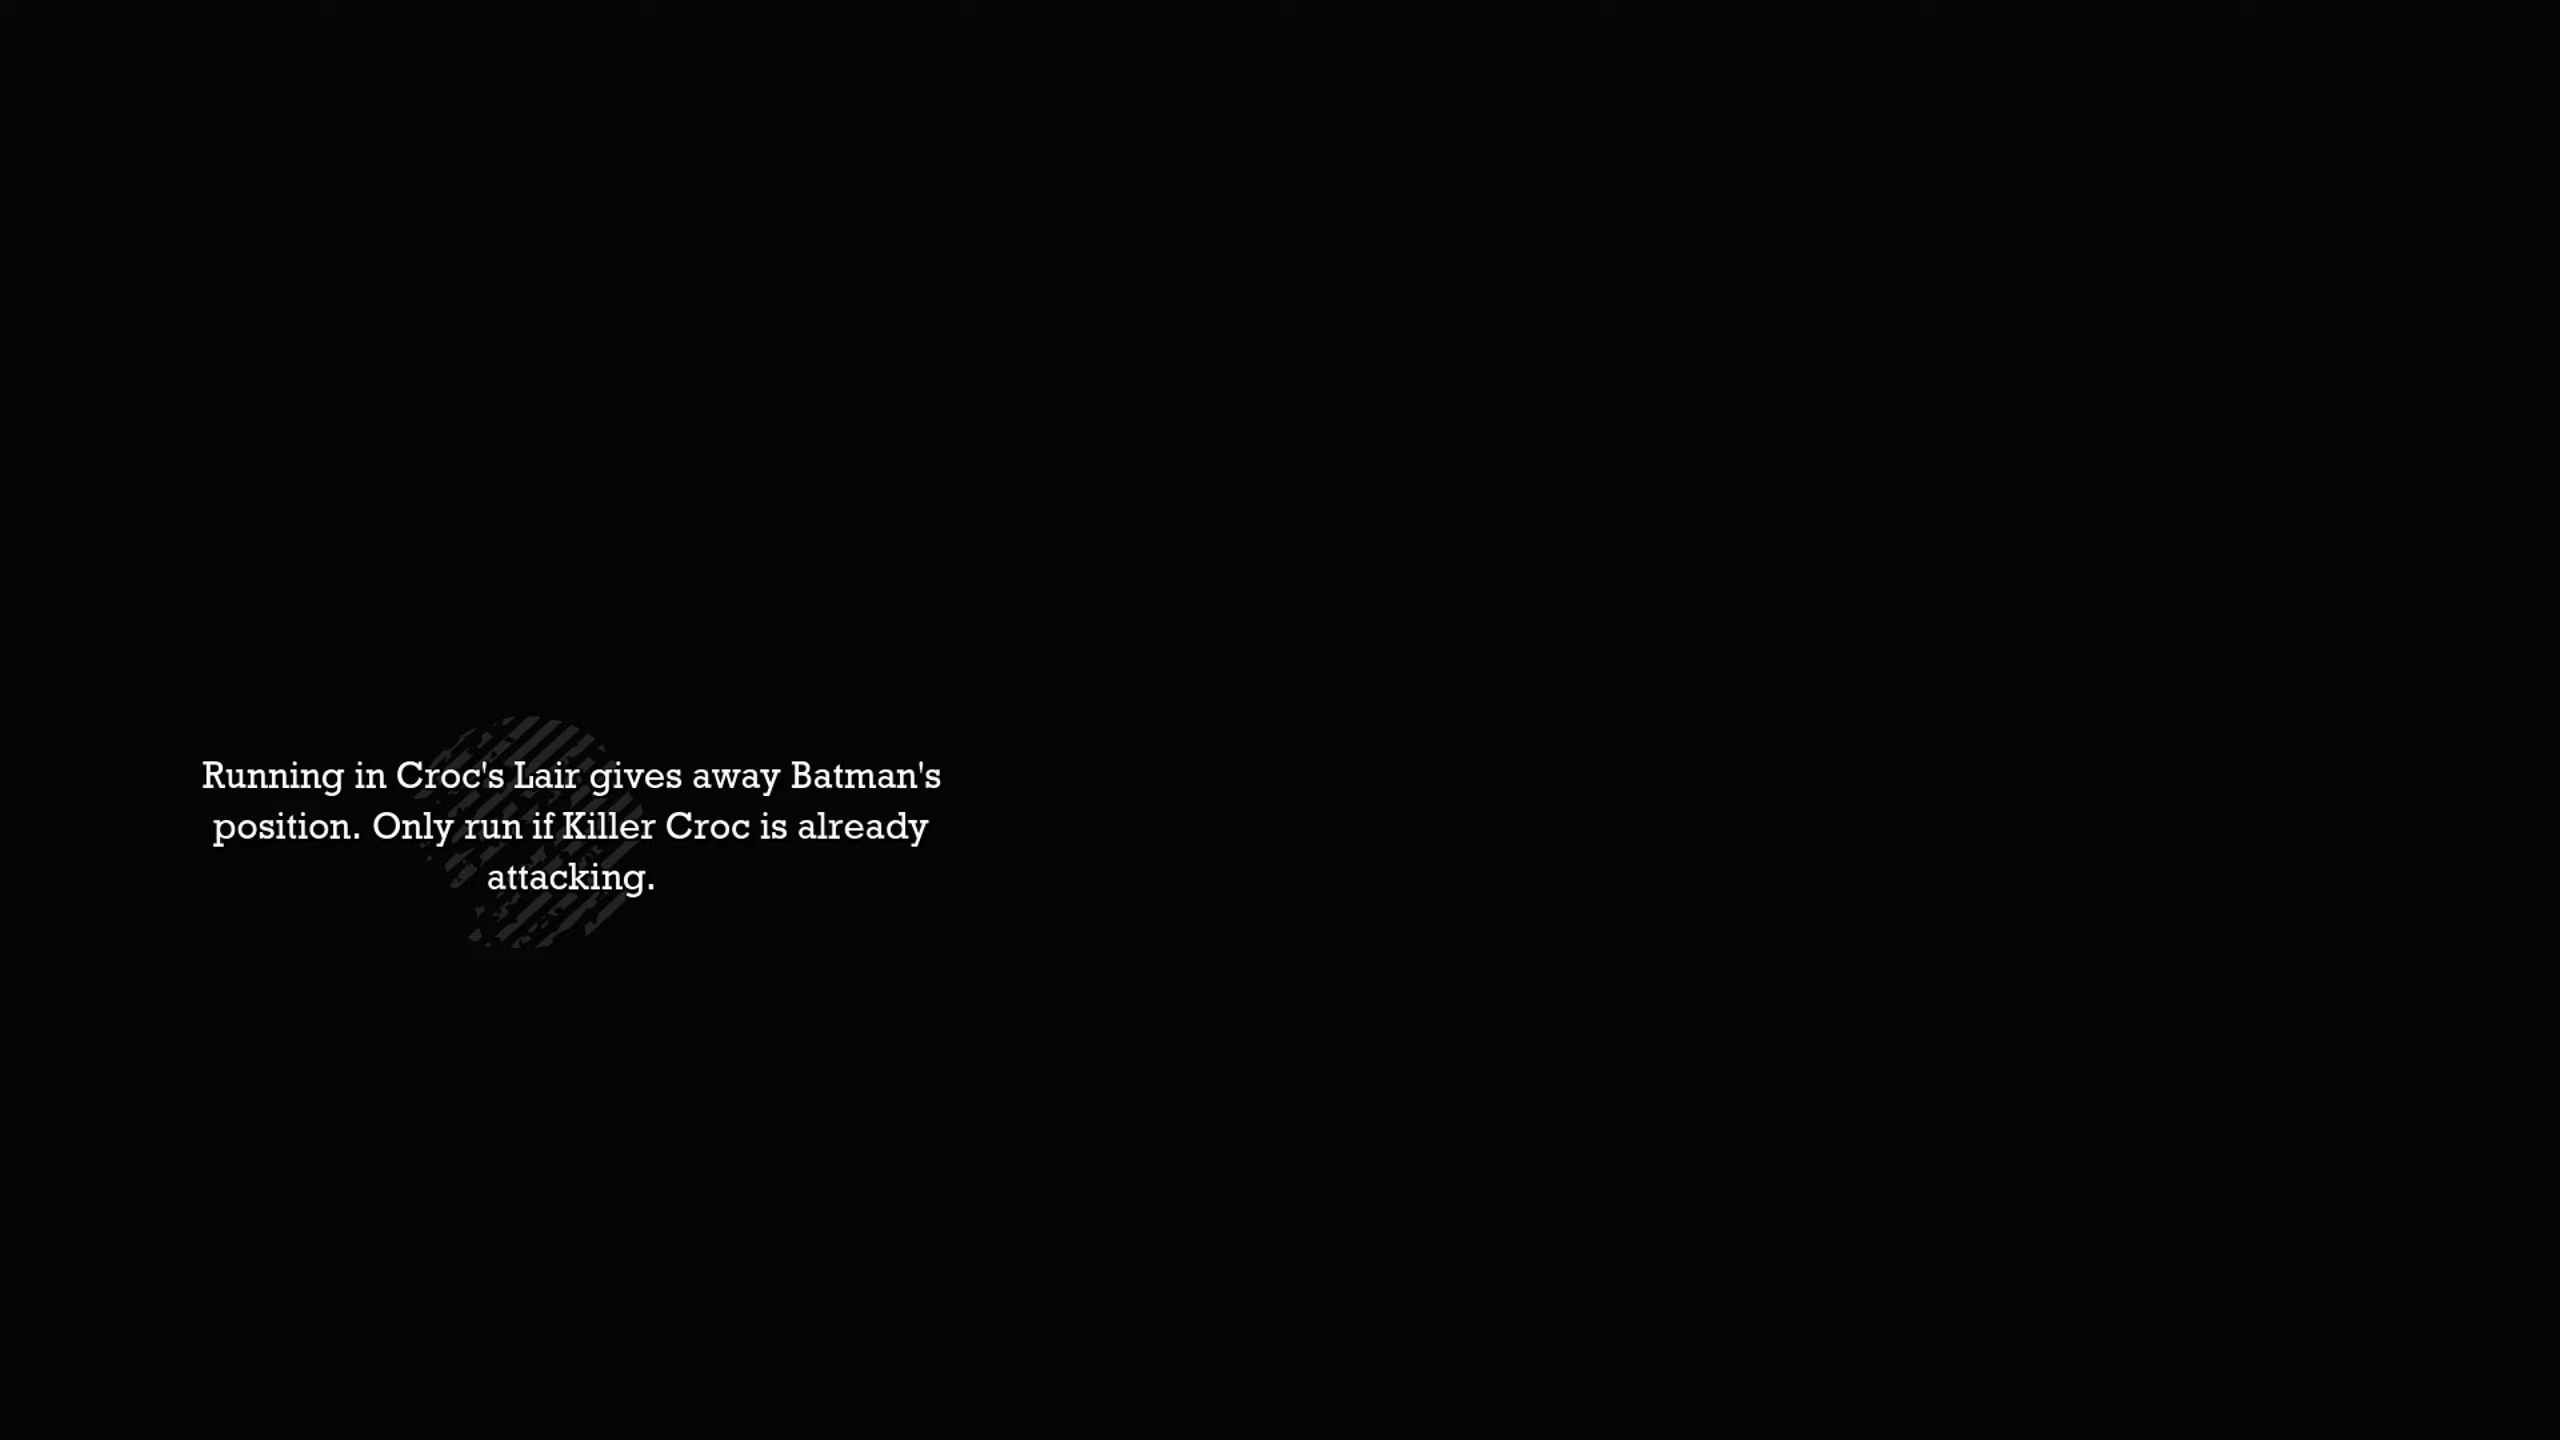 Running in Croc's Lair gives away Batman's
position. Only run if Killer Croc is already
attacking.